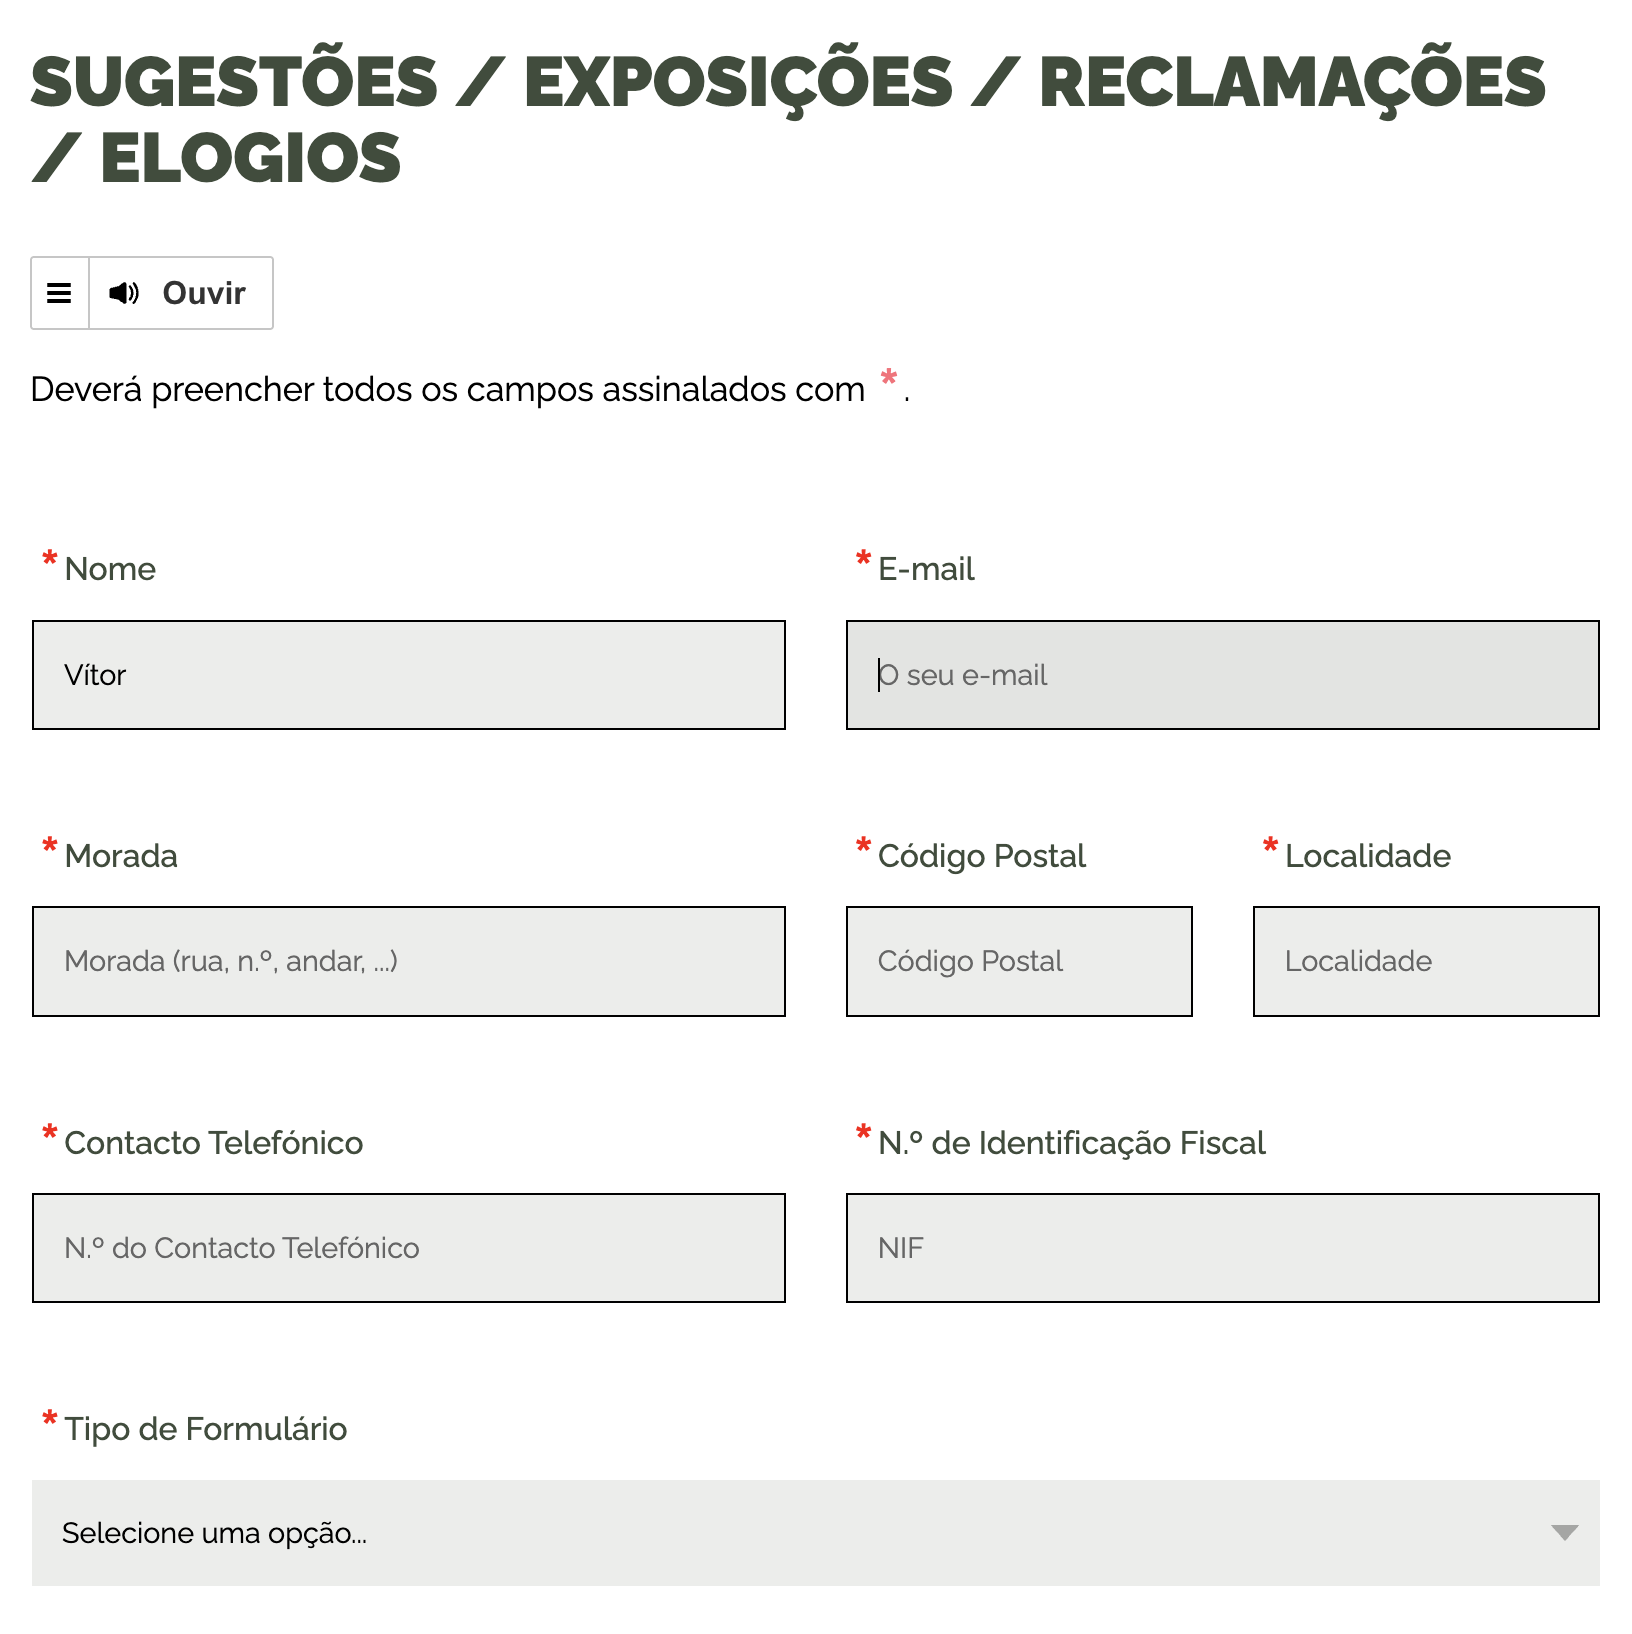 SUGESTÕES / EXPOSIÇÕES / RECLAMAÇÕES
/ ELOGIOS
Ouvir
Deverá preencher todos os campos assinalados com * .
* Nome
* E-mail
Vítor
O seu e-mail
* Morada
* Código Postal
* Localidade
Morada (rua, n.º, andar, ...)
Código Postal
Localidade
* Contacto Telefónico
* N.º de Identificação Fiscal
N.º do Contacto Telefónico
NIF
* Tipo de Formulário
Selecione uma opção...